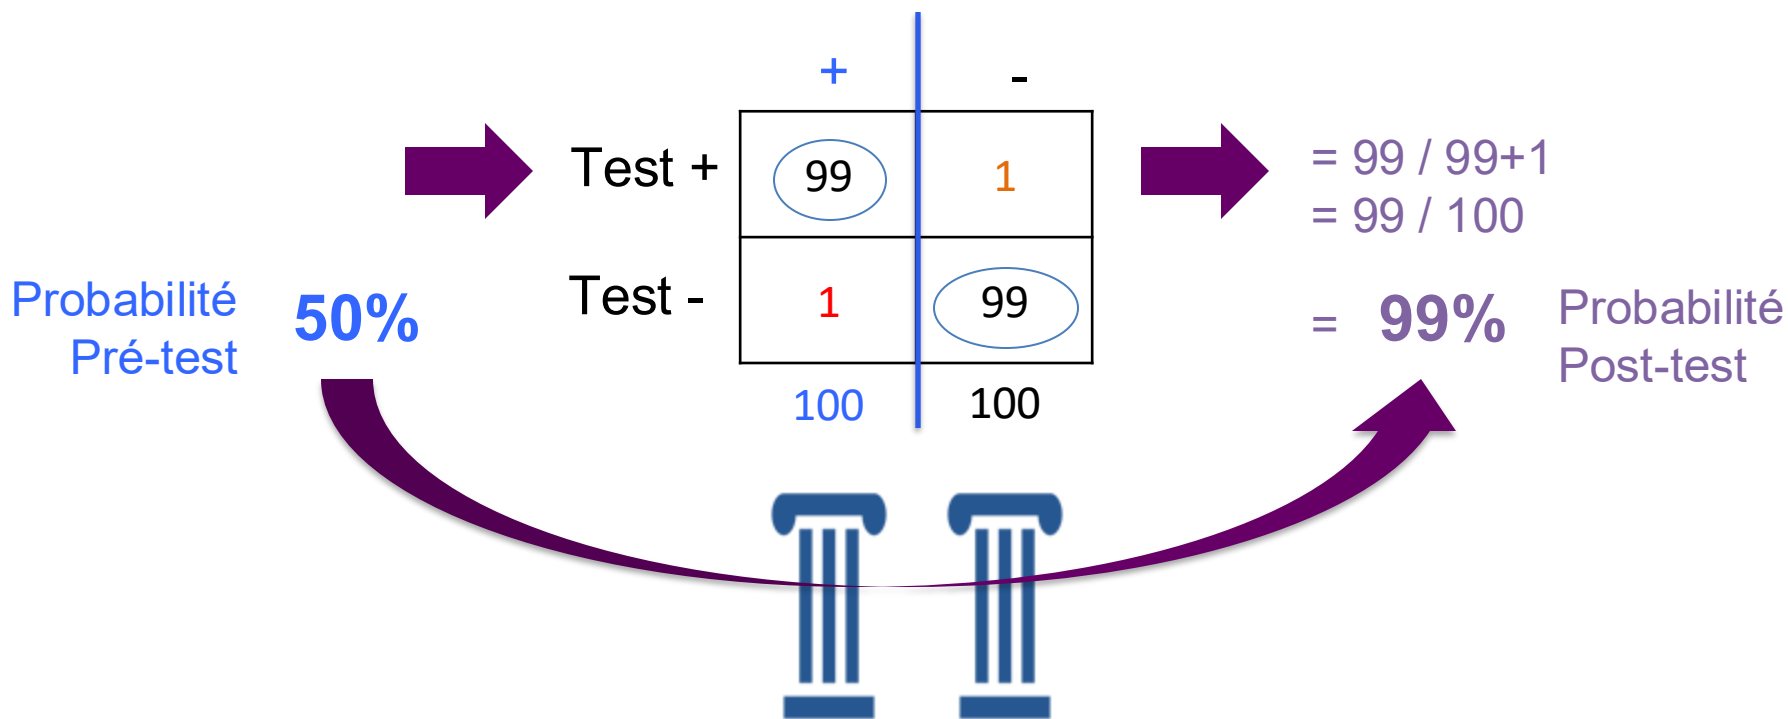 + -
Test + 99 1
Test - 1 99
100 100
Probabilité
Pré-test
50%
= 99 / 99+1
= 99 / 100
= 99%
Probabilité
Post-test